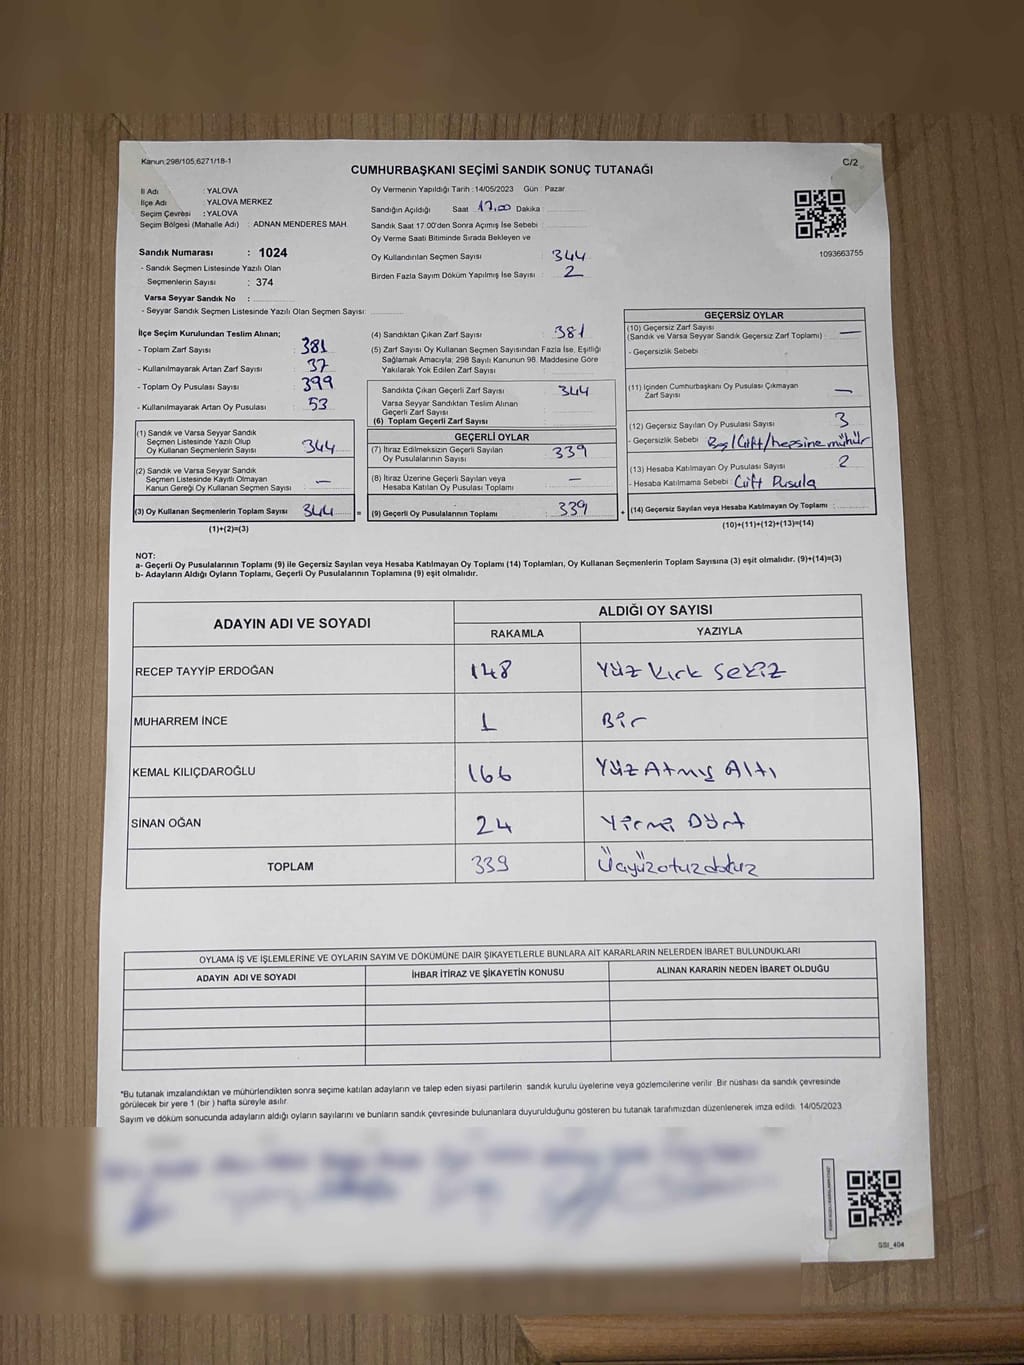 Kanun:298/105,6271/18-1
C/2
CUMHURBAŞKANI SEÇİMİ SANDIK SONUÇ TUTANAĞI
İl Adı : YALOVA
İlçe Adı : YALOVA MERKEZ
Seçim Çevresi : YALOVA
Seçim Bölgesi (Mahalle Adı) : ADNAN MENDERES MAH.
Oy Vermenin Yapıldığı Tarih : 14/05/2023 Gün : Pazar
Sandığın Açıldığı Saat 17,00 Dakika :
Sandık Saat 17:00'den Sonra Açımış İse Sebebi :
Oy Verme Saati Bitiminde Sırada Bekleyen ve
Oy Kullandırılan Seçmen Sayısı 344
Birden Fazla Sayım Döküm Yapılmış İse Sayısı : 2
1093663755
Sandık Numarası : 1024
- Sandık Seçmen Listesinde Yazılı Olan
Seçmenlerin Sayısı : 374
Varsa Seyyar Sandık No :
- Seyyar Sandık Seçmen Listesinde Yazılı Olan Seçmen Sayısı:
İlçe Seçim Kurulundan Teslim Alınan;
- Toplam Zarf Sayısı 381
- Kullanılmayarak Artan Zarf Sayısı 37
- Toplam Oy Pusulası Sayısı 399
- Kullanılmayarak Artan Oy Pusulası 53
(1) Sandık ve Varsa Seyyar Sandık
Seçmen Listesinde Yazılı Olup
Oy Kullanan Seçmenlerin Sayısı 344
(2) Sandık ve Varsa Seyyar Sandık
Seçmen Listesinde Kayıtlı Olmayan
Kanun Gereği Oy Kullanan Seçmen Sayısı —
(3) Oy Kullanan Seçmenlerin Toplam Sayısı 344 =
(1)+(2)=(3)
(4) Sandıktan Çıkan Zarf Sayısı 381
(5) Zarf Sayısı Oy Kullanan Seçmen Sayısından Fazla İse, Eşitliği
Sağlamak Amacıyla; 298 Sayılı Kanunun 98. Maddesine Göre
Yakılarak Yok Edilen Zarf Sayısı
Sandıkta Çıkan Geçerli Zarf Sayısı 344
Varsa Seyyar Sandıktan Teslim Alınan
Geçerli Zarf Sayısı
(6) Toplam Geçerli Zarf Sayısı
GEÇERLİ OYLAR
(7) İtiraz Edilmeksizin Geçerli Sayılan
Oy Pusulalarının Sayısı 339
(8) İtiraz Üzerine Geçerli Sayılan veya
Hesaba Katılan Oy Pusulası Toplamı —
(9) Geçerli Oy Pusulalarının Toplamı 339 +
GEÇERSİZ OYLAR
(10) Geçersiz Zarf Sayısı
(Sandık ve Varsa Seyyar Sandık Geçersiz Zarf Toplamı) : —
- Geçersizlik Sebebi
(11) İçinden Cumhurbaşkanı Oy Pusulası Çıkmayan
Zarf Sayısı —
(12) Geçersiz Sayılan Oy Pusulası Sayısı 3
- Geçersizlik Sebebi Boş/Çift/hepsine mühür
(13) Hesaba Katılmayan Oy Pusulası Sayısı 2
- Hesaba Katılmama Sebebi Çift Pusula
(14) Geçersiz Sayılan veya Hesaba Katılmayan Oy Toplamı :
(10)+(11)+(12)+(13)=(14)
NOT:
a- Geçerli Oy Pusulalarının Toplamı (9) ile Geçersiz Sayılan veya Hesaba Katılmayan Oy Toplamı (14) Toplamları, Oy Kullanan Seçmenlerin Toplam Sayısına (3) eşit olmalıdır. (9)+(14)=(3)
b- Adayların Aldığı Oyların Toplamı, Geçerli Oy Pusulalarının Toplamına (9) eşit olmalıdır.
ADAYIN ADI VE SOYADI
ALDIĞI OY SAYISI
RAKAMLA YAZIYLA
RECEP TAYYİP ERDOĞAN 148 Yüz kırk sekiz
MUHARREM İNCE 1 Bir
KEMAL KILIÇDAROĞLU 166 Yüz Atmış Altı
SİNAN OĞAN 24 Yirmi Dört
TOPLAM 339 Üçyüzotuzdokuz
OYLAMA İŞ VE İŞLEMLERİNE VE OYLARIN SAYIM VE DÖKÜMÜNE DAİR ŞİKAYETLERLE BUNLARA AİT KARARLARIN NELERDEN İBARET BULUNDUKLARI
ADAYIN ADI VE SOYADI İHBAR İTİRAZ VE ŞİKAYETİN KONUSU ALINAN KARARIN NEDEN İBARET OLDUĞU
*Bu tutanak imzalandıktan ve mühürlendikten sonra seçime katılan adayların ve talep eden siyasi partilerin sandık kurulu üyelerine veya gözlemcilerine verilir. Bir nüshası da sandık çevresinde
görülecek bir yere 1 (bir) hafta süreyle asılır.
Sayım ve döküm sonucunda adayların aldığı oyların sayılarını ve bunların sandık çevresinde bulunanlara duyurulduğunu gösteren bu tutanak tarafımızdan düzenlenerek imza edildi. 14/05/2023
GSI_404